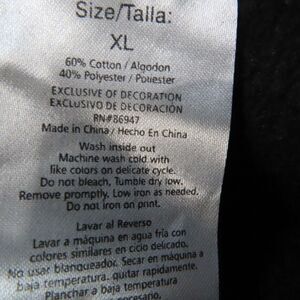 Size/Talla:
XL
60% Cotton / Algodon
40% Polyester / Poliester
EXCLUSIVE OF DECORATION
EXCLUSIVO DE DECORACIÓN
RN#86947
Made in China / Hecho En China
Wash inside out
Machine wash cold with
like colors on delicate cycle.
Do not bleach, Tumble dry low.
Remove promptly. Low iron as needed.
Do not iron on print.
Lavar al Reverso
Lavar a máquina en agua fría con
colores similares en ciclo delicado.
No usar blanqueador. Secar en máquina a
baja temperatura, quitar rapidamente.
Planchar a baja temperatura
necesario.